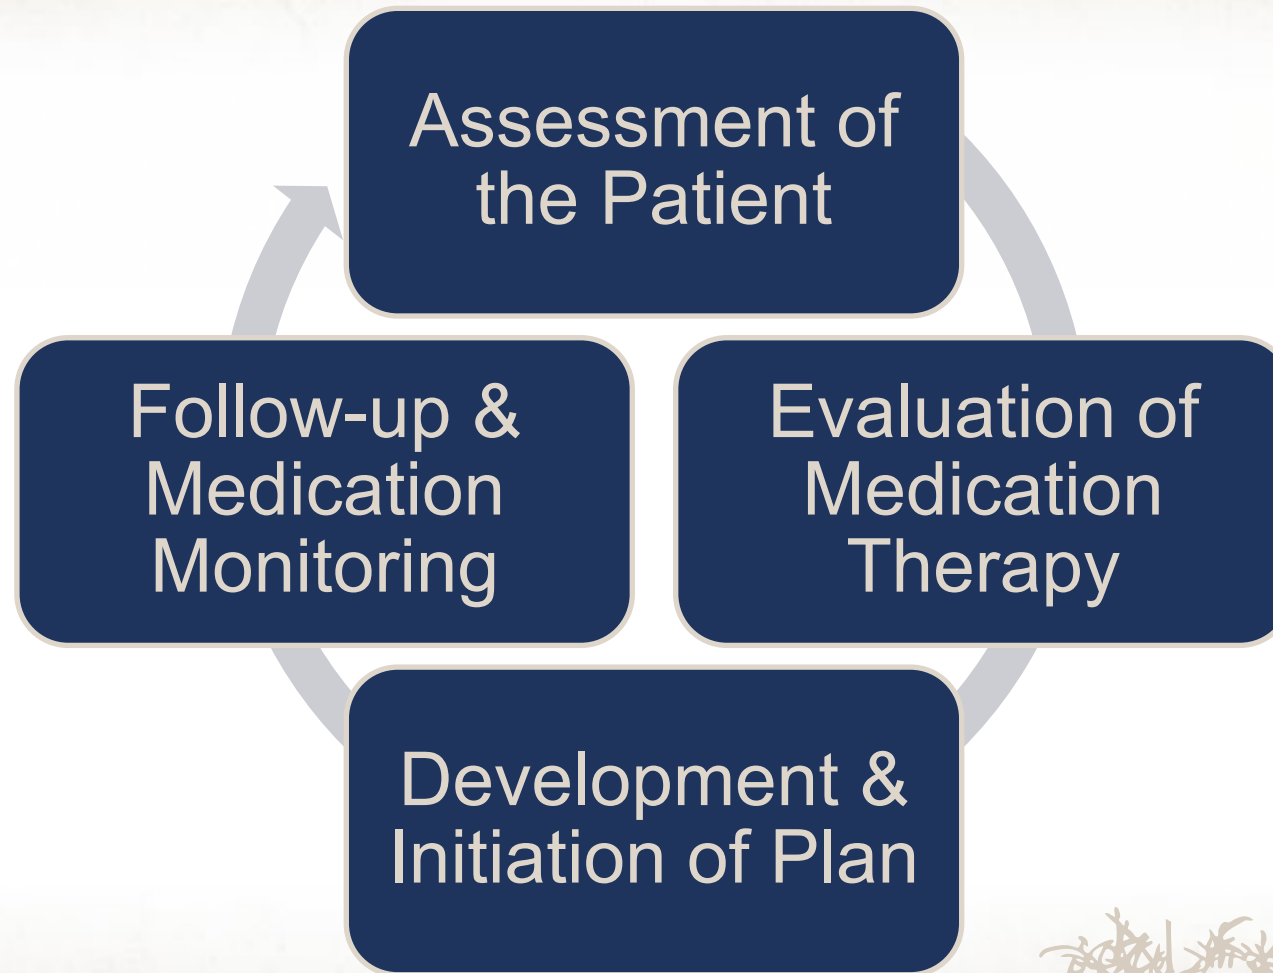 Assessment of
the Patient
Evaluation of
Medication
Therapy
Development &
Initiation of Plan
Follow-up &
Medication
Monitoring